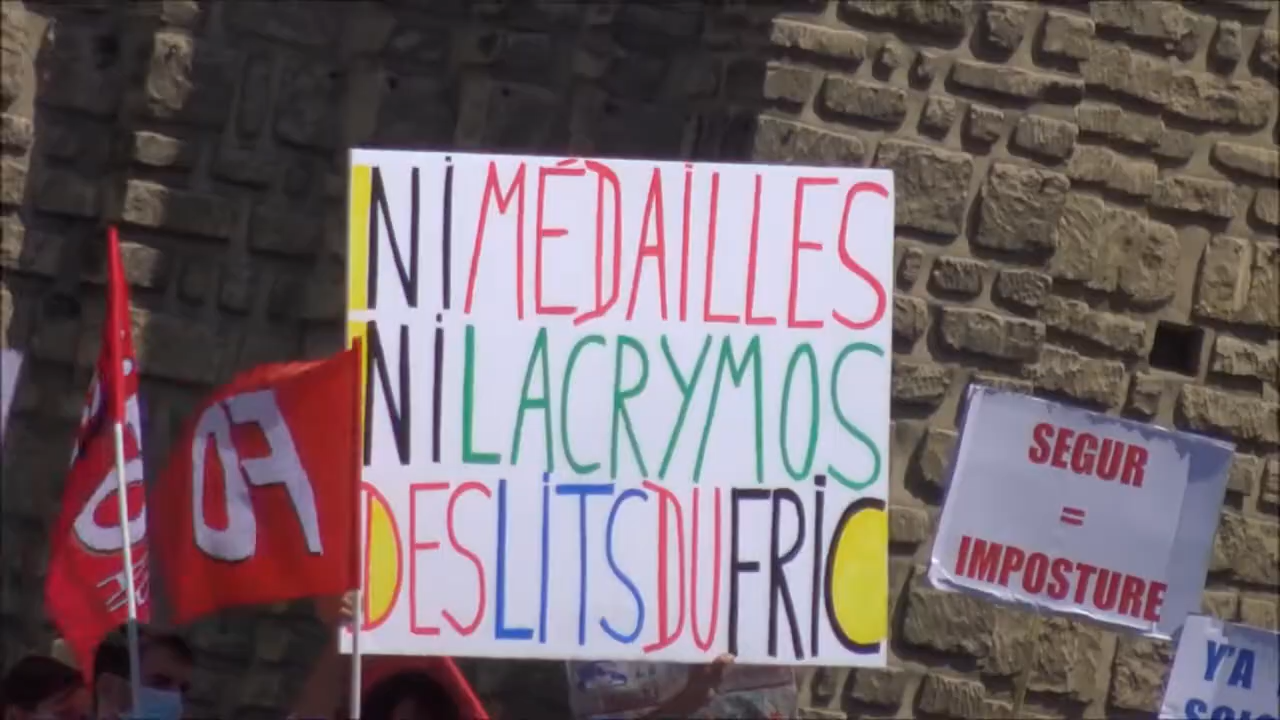 NI MÉDAILLES
NI LACRYMOS
DES LITS DU FRIC
FO
SEGUR
=
IMPOSTURE
Y'A